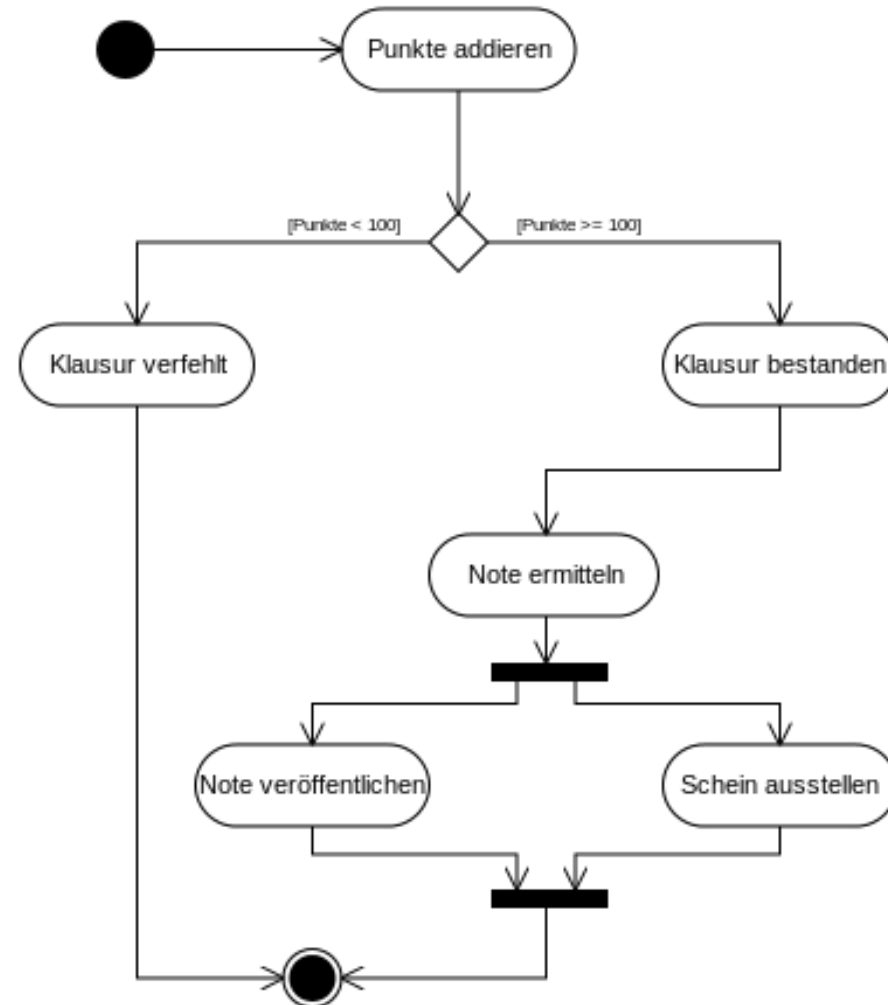 Punkte addieren
[Punkte < 100]
[Punkte >= 100]
Klausur verfehlt
Klausur bestanden
Note ermitteln
Note veröffentlichen
Schein ausstellen